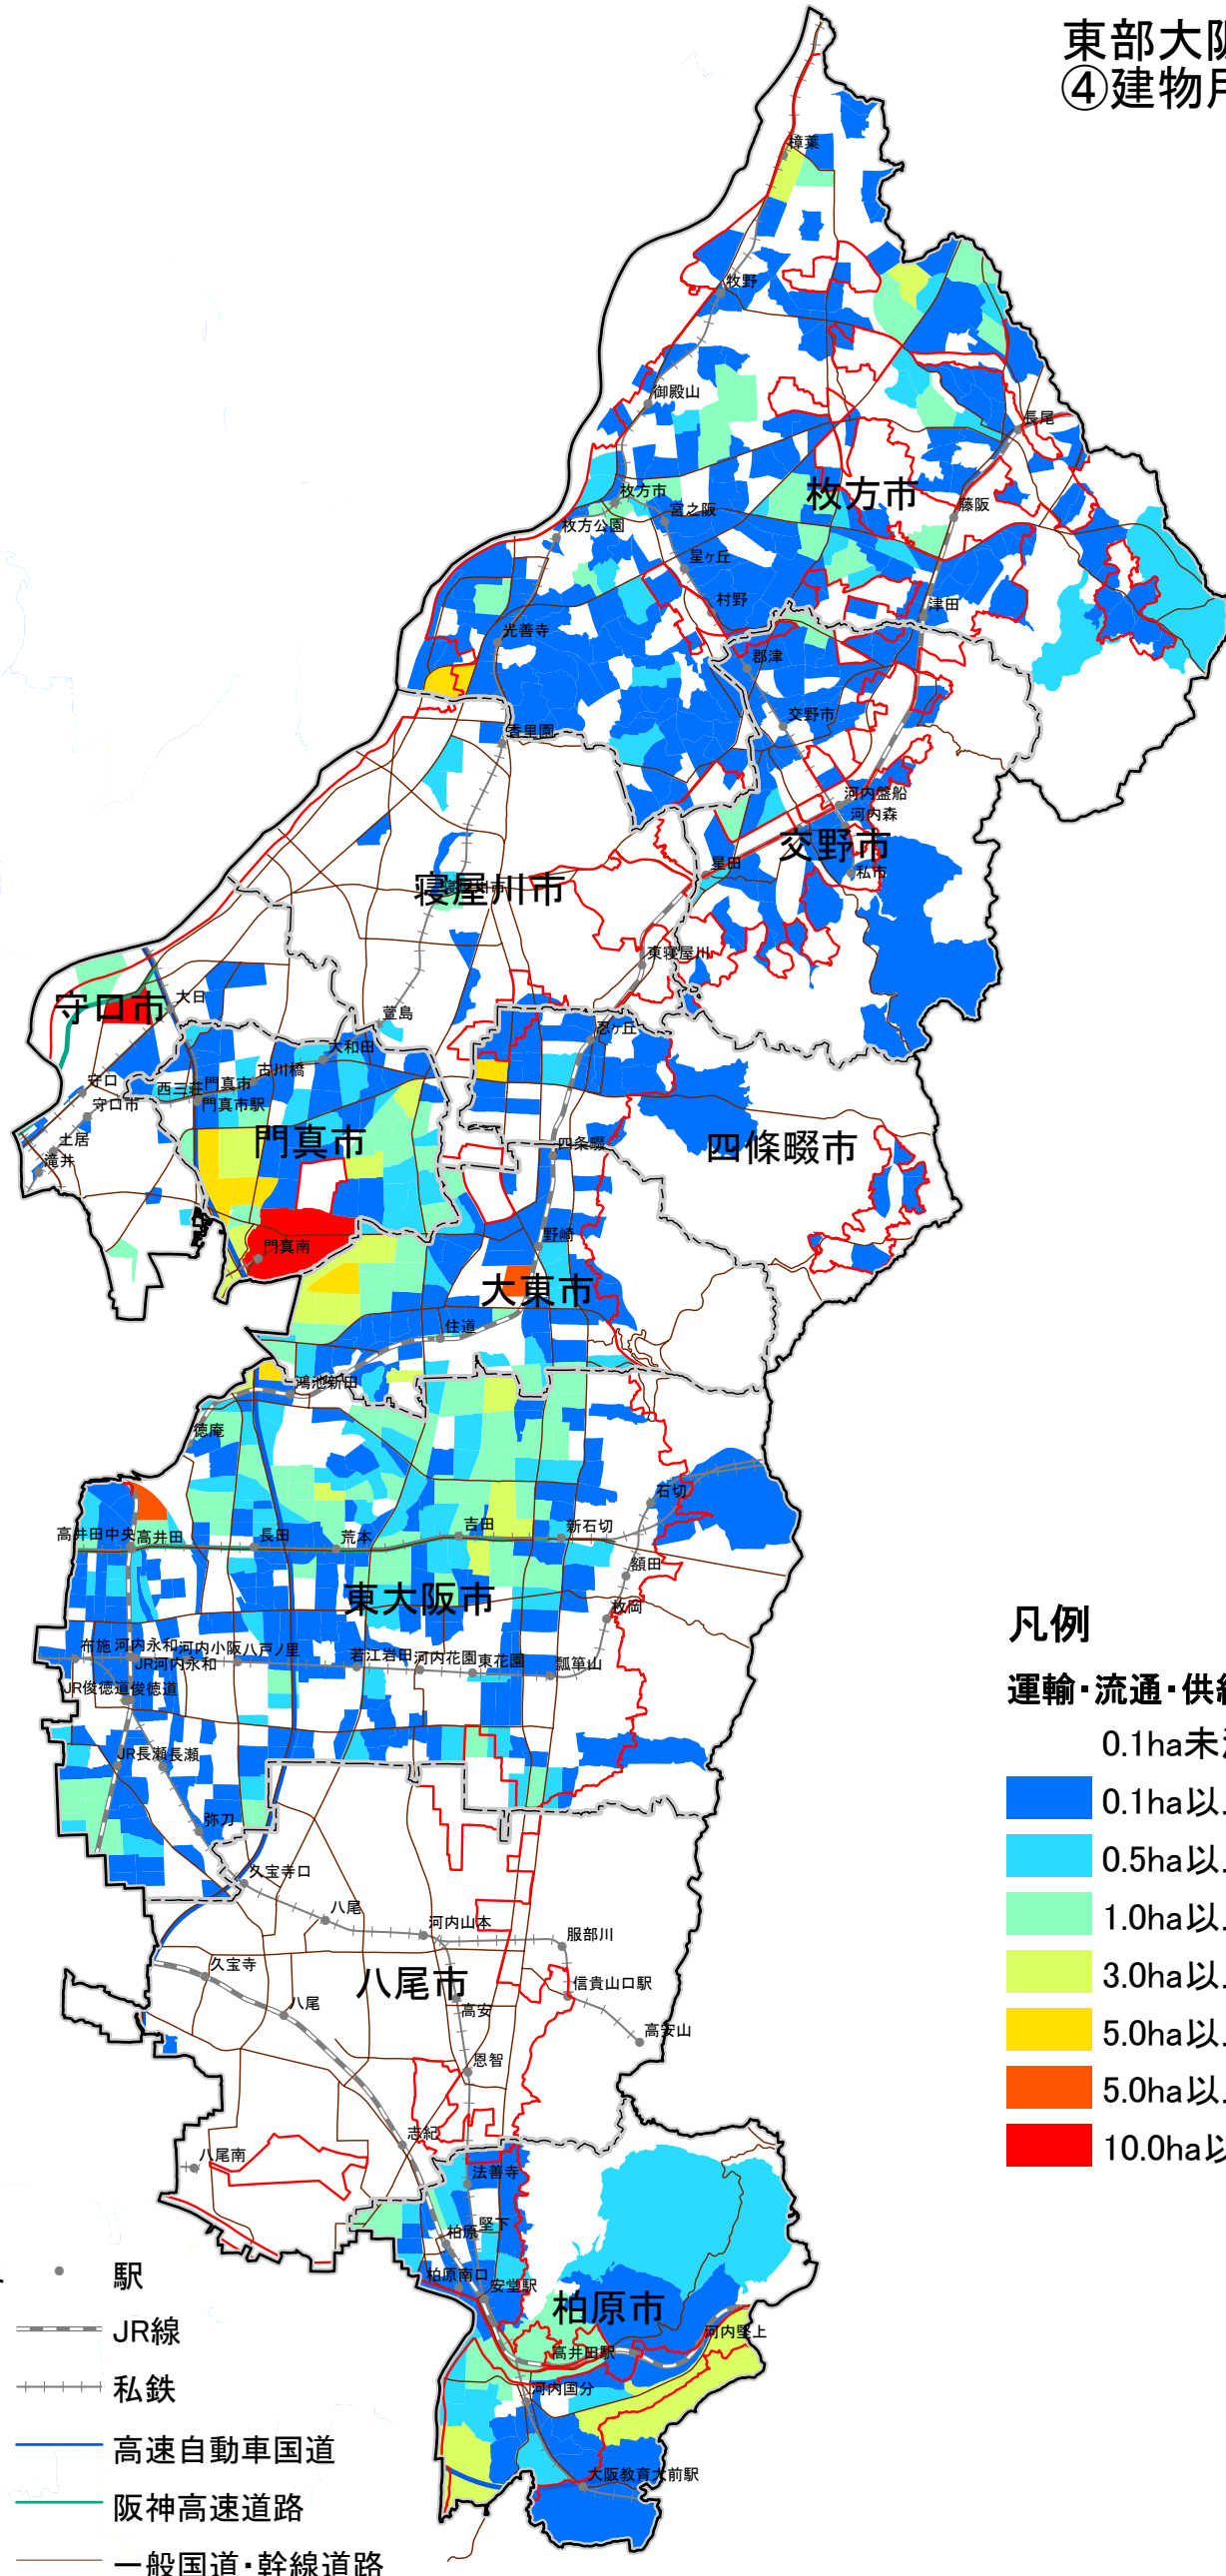 東部大阪
④建物用
樟葉
牧野
御殿山
長尾
枚方市
枚方市
藤阪
宮之阪
枚方公園
星ヶ丘
村野
津田
光善寺
郡津
交野市
香里園
河内盤船
河内森
交野市
星田
私市
寝屋川市
東寝屋川
守口市
大日
萱島
忍ヶ丘
大和田
古川橋
守口
西三荘
門真市
守口市
門真市駅
門真市
四條畷市
土居
四条畷
滝井
野崎
門真南
大東市
住道
鴻池新田
徳庵
石切
高井田中央
高井田
長田
荒本
吉田
新石切
額田
東大阪市
枚岡
布施
河内永和
河内小阪
八戸ノ里
若江岩田
河内花園
東花園
瓢箪山
JR河内永和
JR俊徳道
俊徳道
JR長瀬
長瀬
弥刀
久宝寺口
八尾
河内山本
服部川
久宝寺
八尾市
信貴山口駅
八尾
高安
高安山
恩智
志紀
八尾南
法善寺
堅下
柏原
柏原南口
安堂駅
柏原市
河内堅上
高井田駅
河内国分
大阪教育大前駅
凡例
運輸・流通・供給
0.1ha未満
0.1ha以上
0.5ha以上
1.0ha以上
3.0ha以上
5.0ha以上
5.0ha以上
10.0ha以
駅
JR線
私鉄
高速自動車国道
阪神高速道路
一般国道・幹線道路